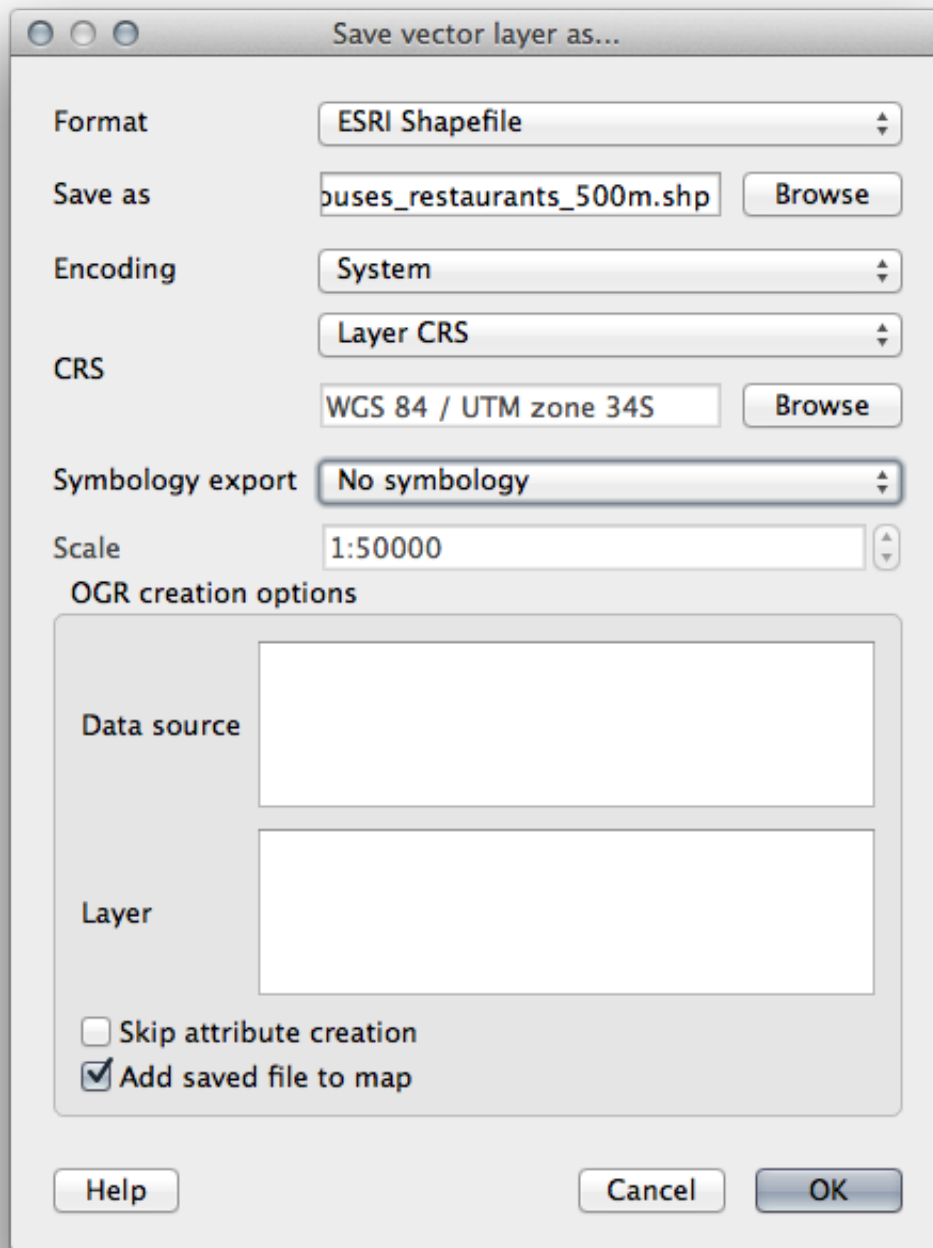 Save vector layer as...
Format ESRI Shapefile
Save as ouses_restaurants_500m.shp Browse
Encoding System
Layer CRS
CRS
WGS 84 / UTM zone 34S Browse
Symbology export No symbology
Scale 1:50000
OGR creation options
Data source
Layer
Skip attribute creation
Add saved file to map
Help Cancel OK